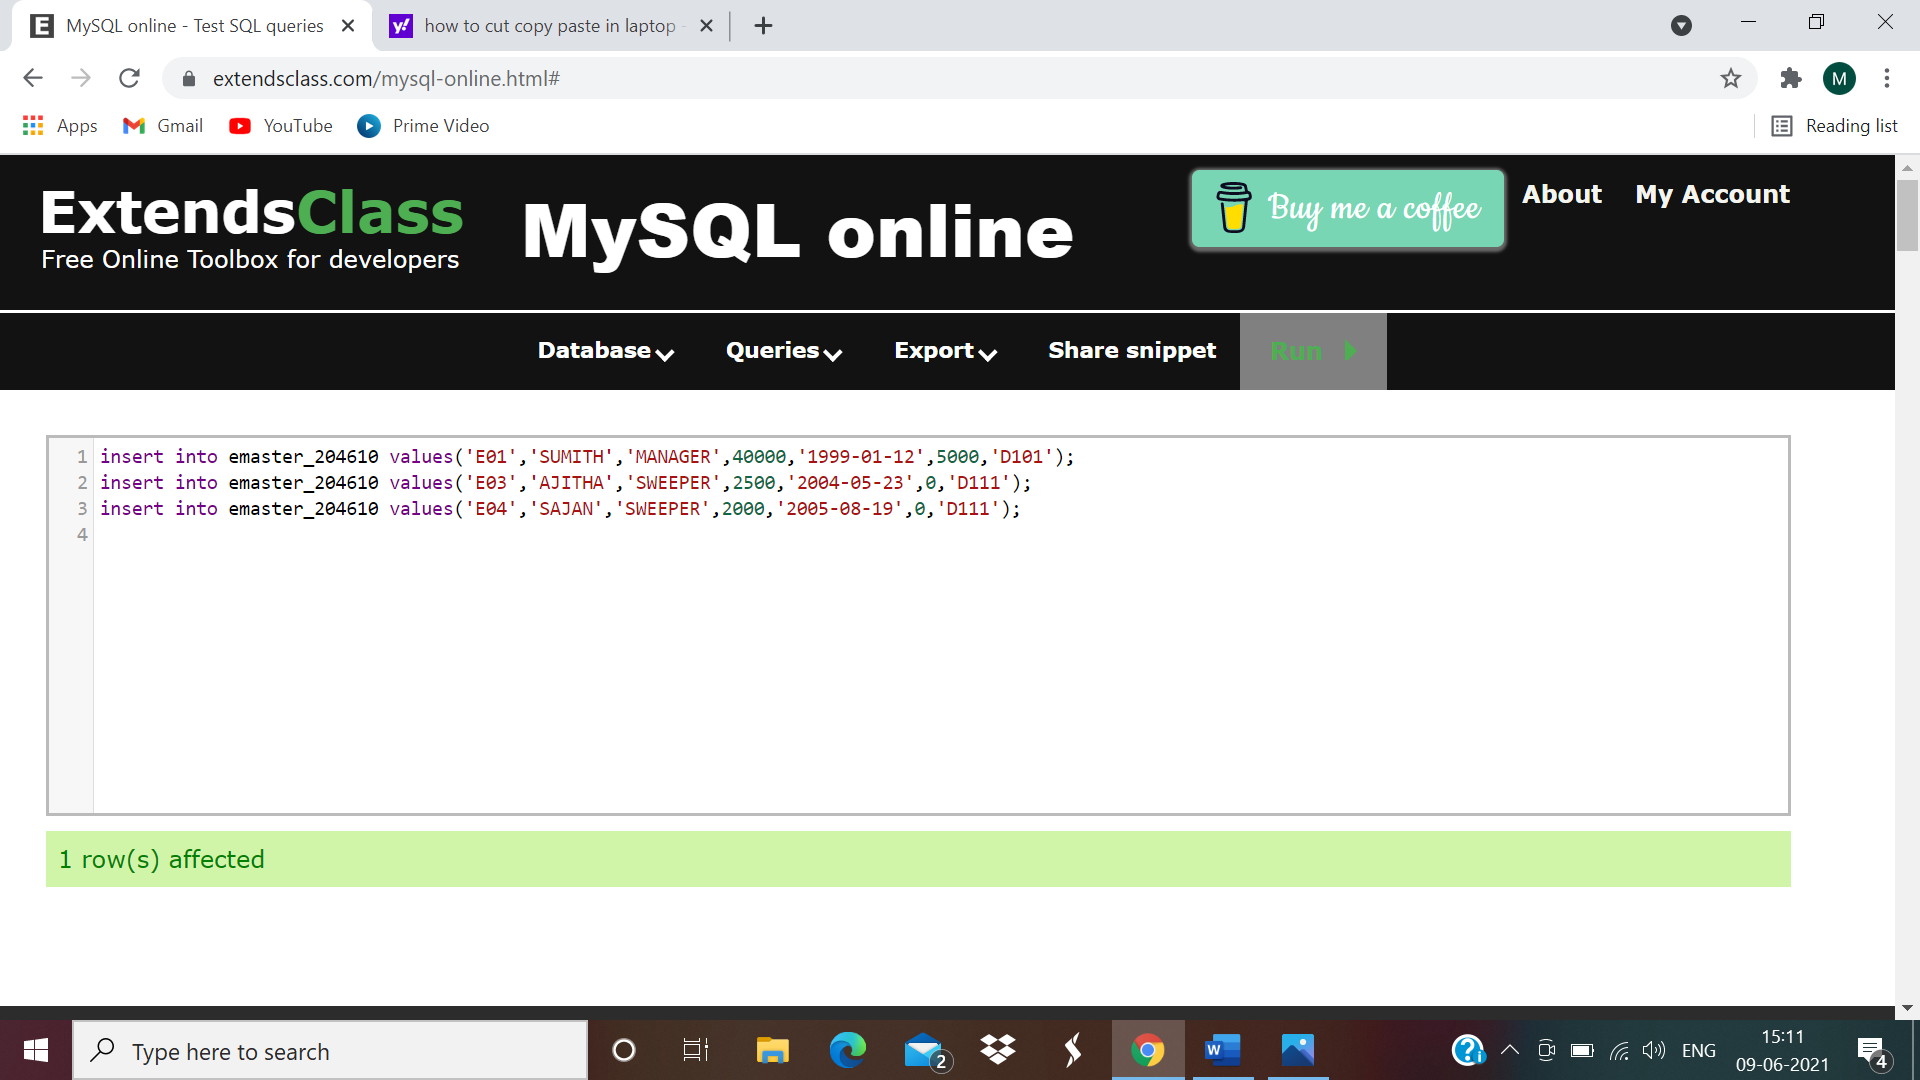 MySQL online - Test SQL queries
how to cut copy paste in laptop -
extendsclass.com/mysql-online.html#
M
Apps
Gmail
YouTube
Prime Video
Reading list
ExtendsClass
Free Online Toolbox for developers
MySQL online
Buy me a coffee
About
My Account
Database
Queries
Export
Share snippet
Run
1 insert into emaster_204610 values('E01','SUMITH','MANAGER',40000,'1999-01-12',5000,'D101');
2 insert into emaster_204610 values('E03','AJITHA','SWEEPER',2500,'2004-05-23',0,'D111');
3 insert into emaster_204610 values('E04','SAJAN','SWEEPER',2000,'2005-08-19',0,'D111');
4
1 row(s) affected
Type here to search
2
W
ENG
15:11
09-06-2021
4